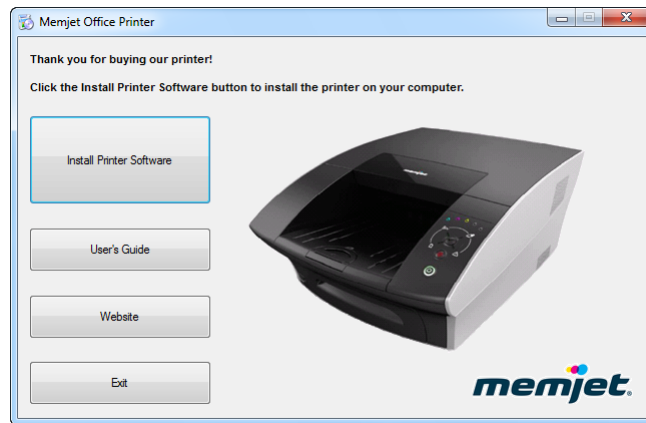 Memjet Office Printer
Thank you for buying our printer!
Click the Install Printer Software button to install the printer on your computer.
Install Printer Software
User's Guide
Website
Exit
memjet.